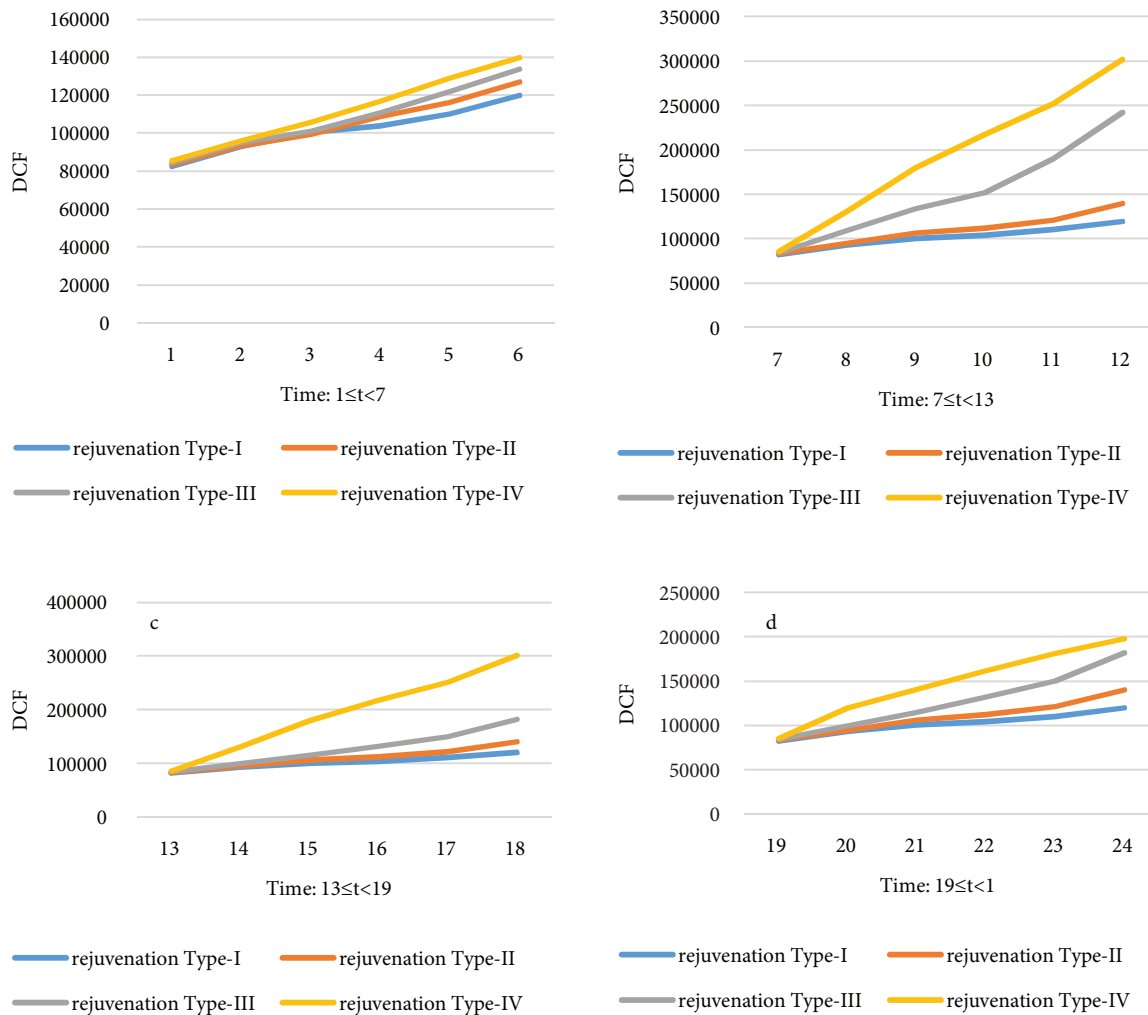 160000
140000
120000
100000
80000
60000
40000
20000
0
DCF
1 2 3 4 5 6
Time: 1≤t<7
rejuvenation Type-I rejuvenation Type-II
rejuvenation Type-III rejuvenation Type-IV
350000
300000
250000
200000
150000
100000
50000
0
DCF
7 8 9 10 11 12
Time: 7≤t<13
rejuvenation Type-I rejuvenation Type-II
rejuvenation Type-III rejuvenation Type-IV
c
400000
300000
200000
100000
0
DCF
13 14 15 16 17 18
Time: 13≤t<19
rejuvenation Type-I rejuvenation Type-II
rejuvenation Type-III rejuvenation Type-IV
d
250000
200000
150000
100000
50000
0
DCF
19 20 21 22 23 24
Time: 19≤t<1
rejuvenation Type-I rejuvenation Type-II
rejuvenation Type-III rejuvenation Type-IV